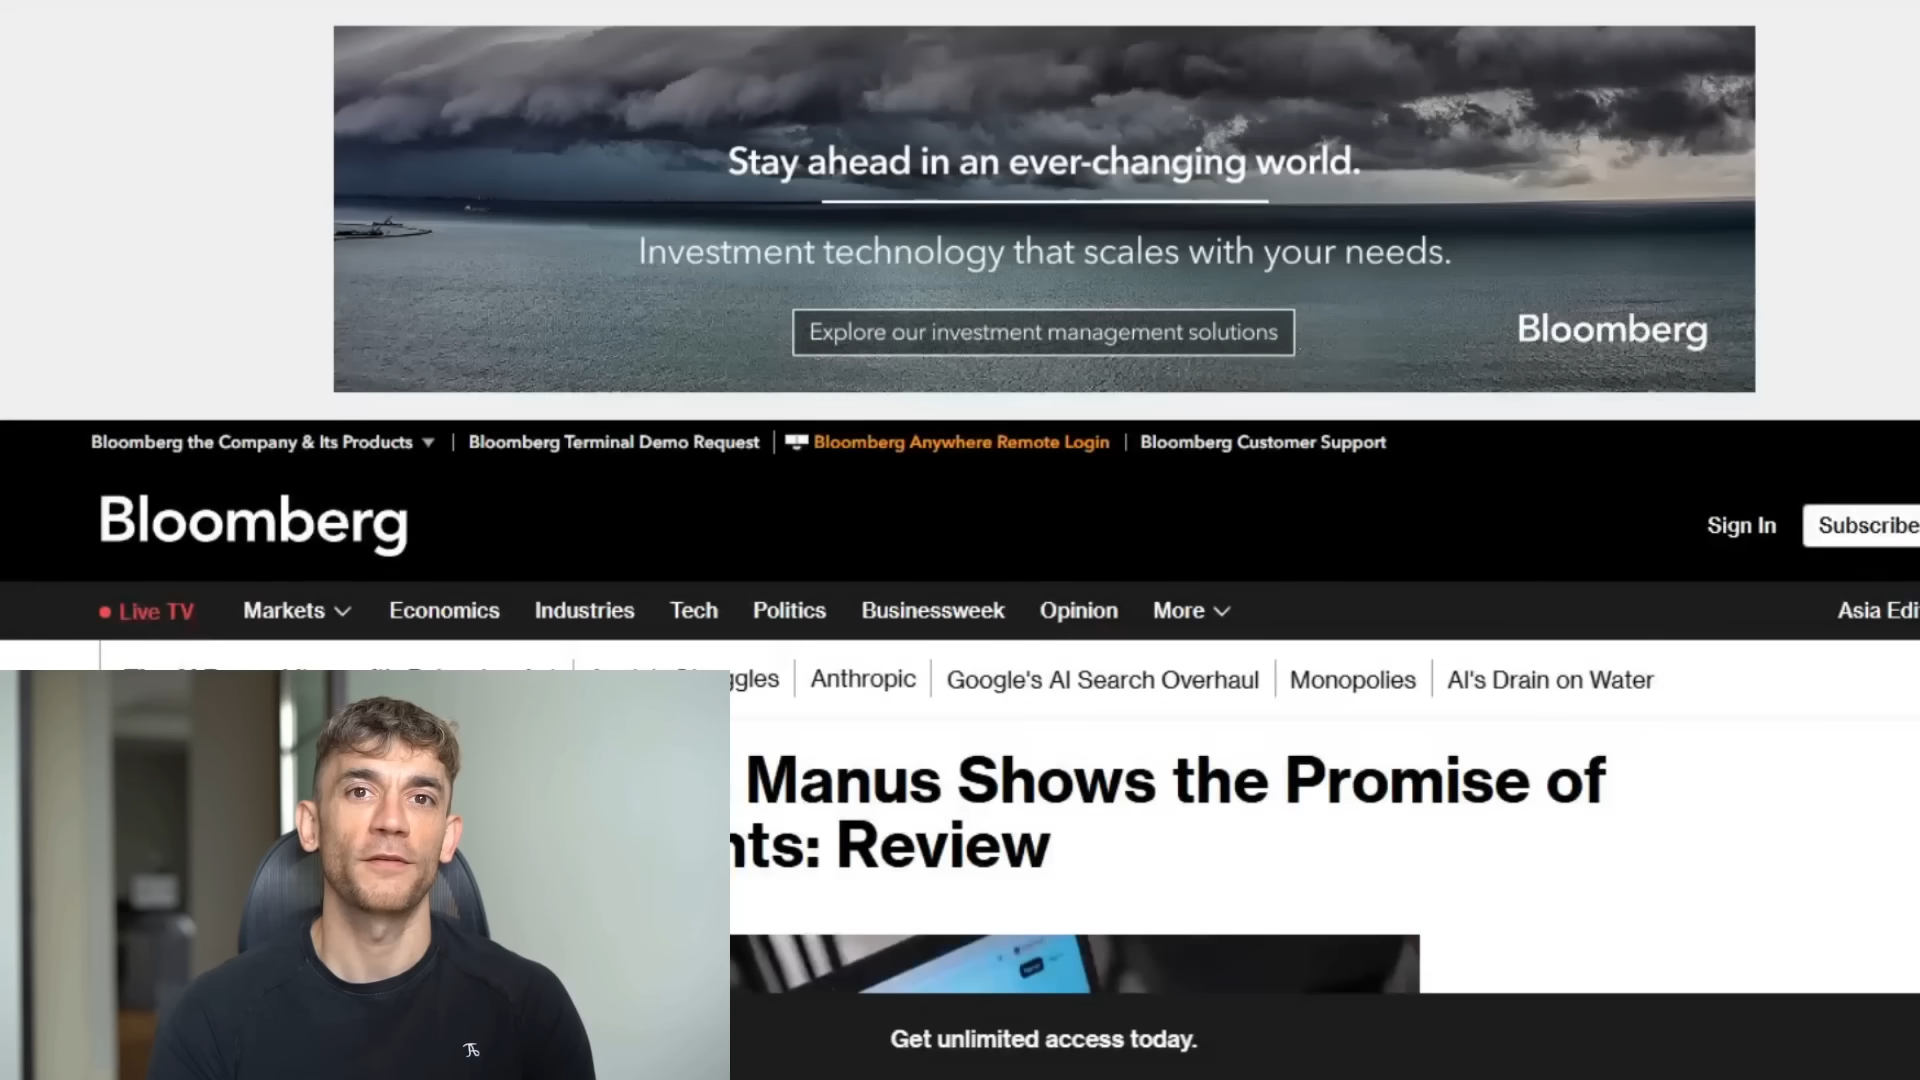 Stay ahead in an ever-changing world.
Investment technology that scales with your needs.
Explore our investment management solutions
Bloomberg
Bloomberg the Company & Its Products
Bloomberg Terminal Demo Request
Bloomberg Anywhere Remote Login
Bloomberg Customer Support
Bloomberg
Sign In
Subscribe
Live TV
Markets
Economics
Industries
Tech
Politics
Businessweek
Opinion
More
Asia Edi
ggles
Anthropic
Google's AI Search Overhaul
Monopolies
AI's Drain on Water
Manus Shows the Promise of
nts: Review
Get unlimited access today.